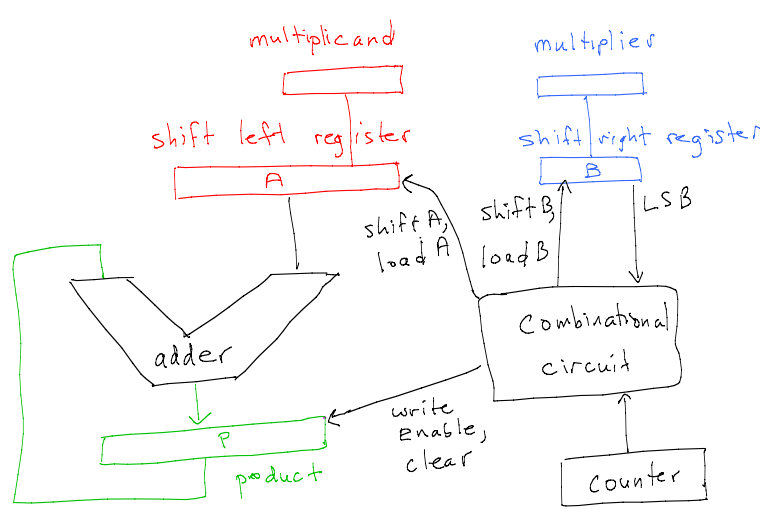 multiplicand
multiplier
shift left register
shift right register
A
B
shift A,
load A
shift B,
load B
LSB
combinational
circuit
adder
write
enable,
clear
P
product
counter